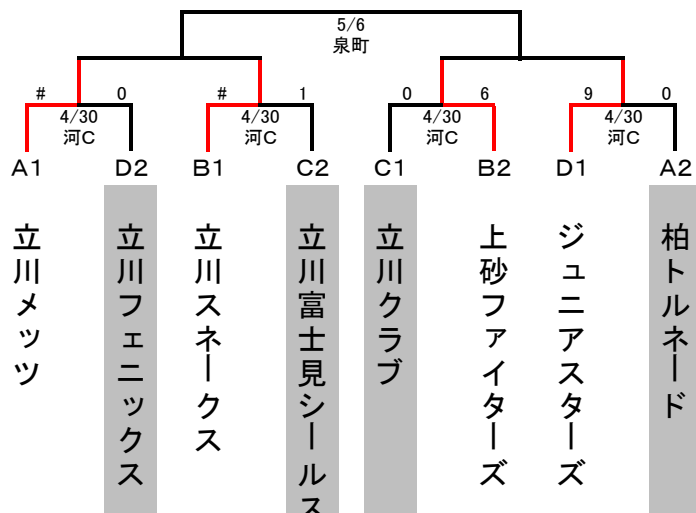 5/6
泉町
# 0 # 1 0 6 9 0
4/30 4/30 4/30 4/30
河C 河C 河C 河C
A1 D2 B1 C2 C1 B2 D1 A2
立川メッツ
立川フェニックス
立川スネークス
立川富士見シールス
立川クラブ
上砂ファイターズ
ジュニアスターズ
柏トルネード